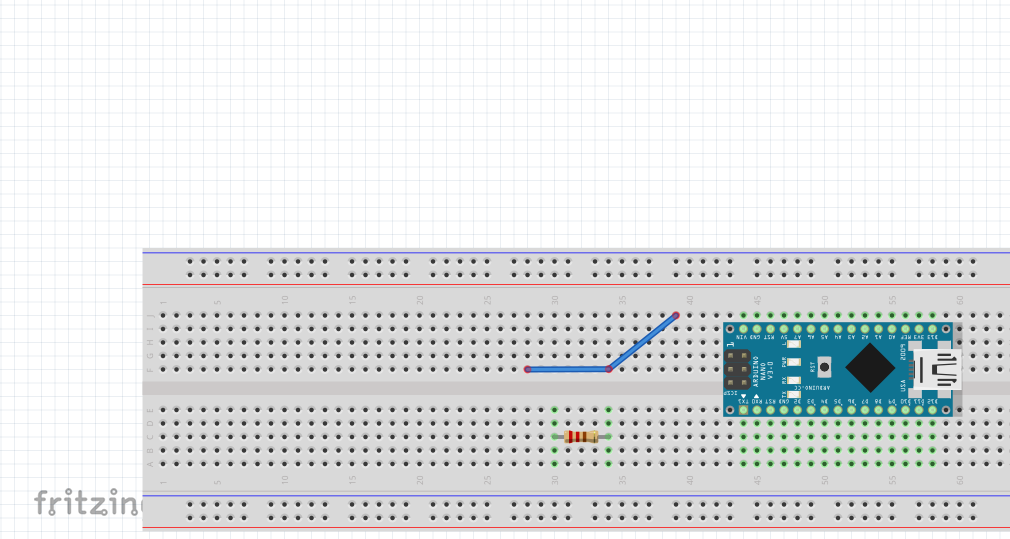 1 5 10 15 20 25 30 35 40 45 50 55 60
J
I
H
G
F
VIN GND RST 5V A7 A6 A5 A4 A3 A2 A1 A0 REF 3V3 D13
1
L
PWR
RX
TX
ARDUINO
NANO
V3.0
RST
ARDUINO.CC
USA
ICSP
TX1 RX0 RST GND D2 D3 D4 D5 D6 D7 D8 D9 D10 D11 D12
E
D
C
B
A
1 5 10 15 20 25 30 35 40 45 50 55 60
fritzin